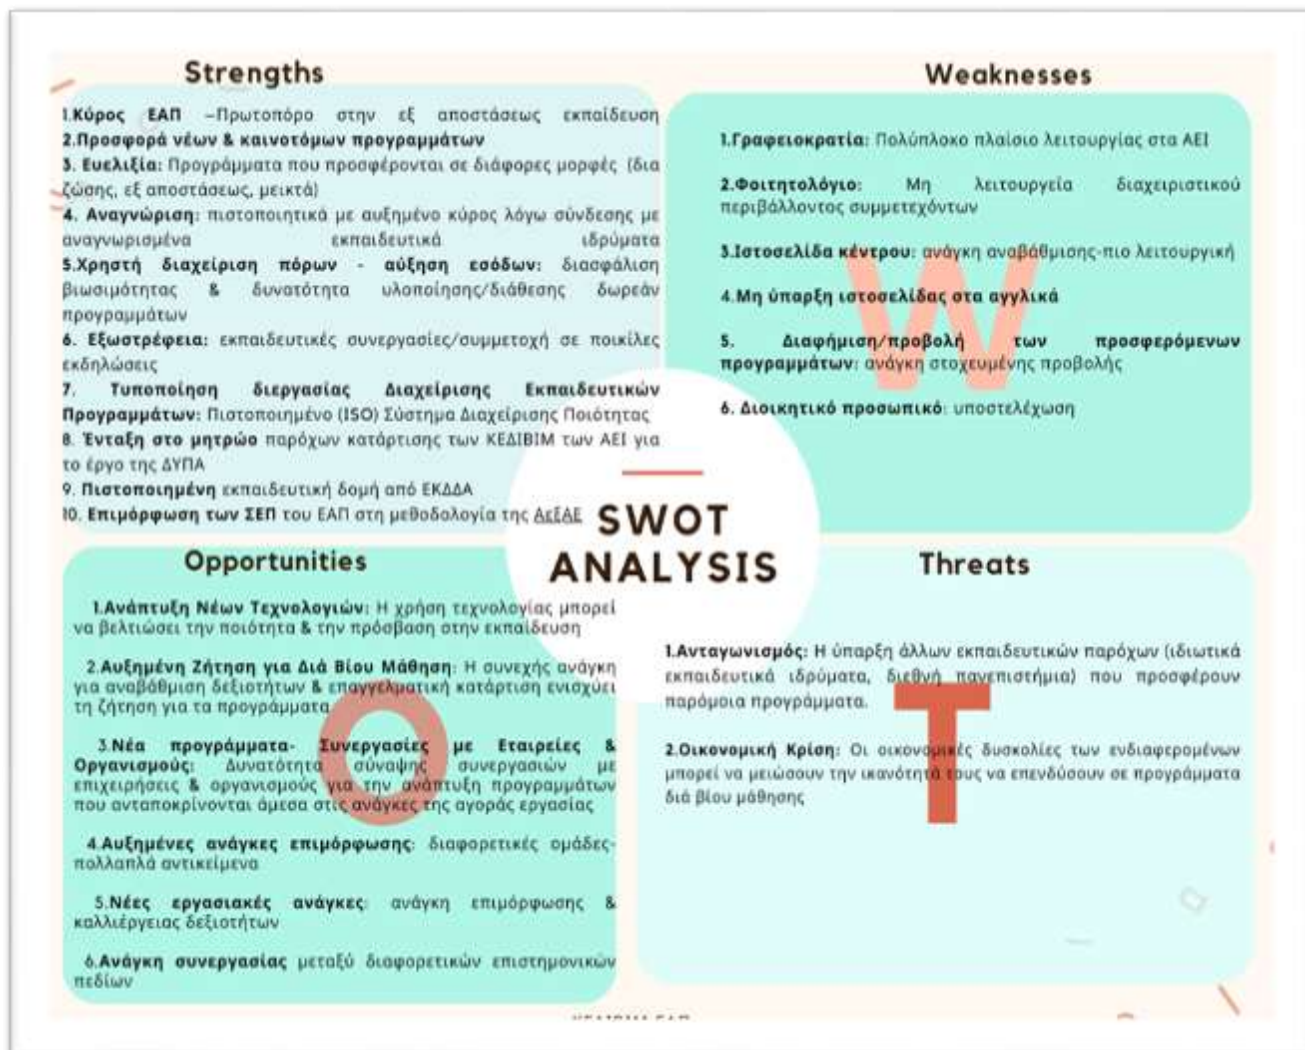 Strengths
1.Κύρος ΕΑΠ –Πρωτοπόρο στην εξ αποστάσεως εκπαίδευση
2.Προσφορά νέων & καινοτόμων προγραμμάτων
3. Ευελιξία: Προγράμματα που προσφέρονται σε διάφορες μορφές (δια
ζώσης, εξ αποστάσεως, μεικτά)
4. Αναγνώριση: πιστοποιητικά με αυξημένο κύρος λόγω σύνδεσης με
αναγνωρισμένα εκπαιδευτικά ιδρύματα
5.Χρηστή διαχείριση πόρων - αύξηση εσόδων: διασφάλιση
βιωσιμότητας & δυνατότητα υλοποίησης/διάθεσης δωρεάν
προγραμμάτων
6. Εξωστρέφεια: εκπαιδευτικές συνεργασίες/συμμετοχή σε ποικίλες
εκδηλώσεις
7. Τυποποίηση διεργασίας Διαχείρισης Εκπαιδευτικών
Προγραμμάτων: Πιστοποιημένο (ISO) Σύστημα Διαχείρισης Ποιότητας
8. Ένταξη στο μητρώο παρόχων κατάρτισης των ΚΕΔΙΒΙΜ των ΑΕΙ για
το έργο της ΔΥΠΑ
9. Πιστοποιημένη εκπαιδευτική δομή από ΕΚΔΔΑ
10. Επιμόρφωση των ΣΕΠ του ΕΑΠ στη μεθοδολογία της ΑεξΑΕ
Weaknesses
1.Γραφειοκρατία: Πολύπλοκο πλαίσιο λειτουργίας στα ΑΕΙ
2.Φοιτητολόγιο: Μη λειτουργεία διαχειριστικού
περιβάλλοντος συμμετεχόντων
3.Ιστοσελίδα κέντρου: ανάγκη αναβάθμισης-πιο λειτουργική
4.Μη ύπαρξη ιστοσελίδας στα αγγλικά
5. Διαφήμιση/προβολή των προσφερόμενων
προγραμμάτων: ανάγκη στοχευμένης προβολής
6. Διοικητικό προσωπικό: υποστελέχωση
W
SWOT
ANALYSIS
Opportunities
1.Ανάπτυξη Νέων Τεχνολογιών: Η χρήση τεχνολογίας μπορεί
να βελτιώσει την ποιότητα & την πρόσβαση στην εκπαίδευση
2.Αυξημένη Ζήτηση για Διά Βίου Μάθηση: Η συνεχής ανάγκη
για αναβάθμιση δεξιοτήτων & επαγγελματική κατάρτιση ενισχύει
τη ζήτηση για τα προγράμματα
3.Νέα προγράμματα- Συνεργασίες με Εταιρείες &
Οργανισμούς: Δυνατότητα σύναψης συνεργασιών με
επιχειρήσεις & οργανισμούς για την ανάπτυξη προγραμμάτων
που ανταποκρίνονται άμεσα στις ανάγκες της αγοράς εργασίας
4.Αυξημένες ανάγκες επιμόρφωσης: διαφορετικές ομάδες-
πολλαπλά αντικείμενα
5.Νέες εργασιακές ανάγκες: ανάγκη επιμόρφωσης &
καλλιέργειας δεξιοτήτων
6.Ανάγκη συνεργασίας μεταξύ διαφορετικών επιστημονικών
πεδίων
O
Threats
1.Ανταγωνισμός: Η ύπαρξη άλλων εκπαιδευτικών παρόχων (ιδιωτικά
εκπαιδευτικά ιδρύματα, διεθνή πανεπιστήμια) που προσφέρουν
παρόμοια προγράμματα.
2.Οικονομική Κρίση: Οι οικονομικές δυσκολίες των ενδιαφερομένων
μπορεί να μειώσουν την ικανότητά τους να επενδύσουν σε προγράμματα
διά βίου μάθησης
T